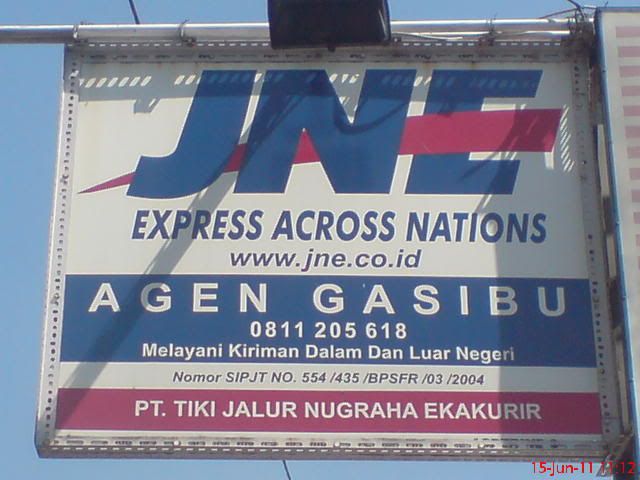 JNE
EXPRESS ACROSS NATIONS
www.jne.co.id
AGEN GASIBU
0811 205 618
Melayani Kiriman Dalam Dan Luar Negeri
Nomor SIPJT NO. 554 /435 /BPSFR /03 /2004
PT. TIKI JALUR NUGRAHA EKAKURIR
15-Jun-11 11:12